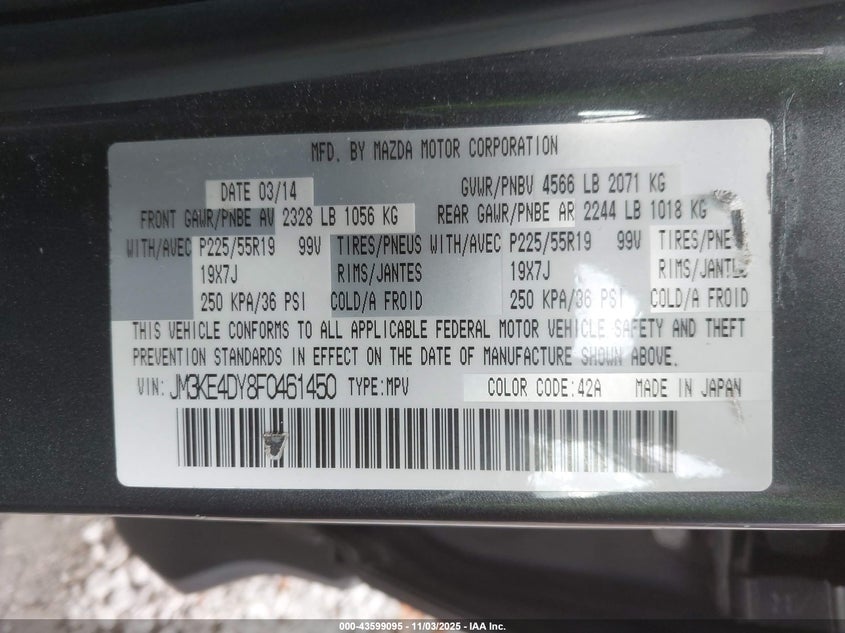 MFD. BY MAZDA MOTOR CORPORATION
DATE 03/14 GVWR/PNBV 4566 LB 2071 KG
FRONT GAWR/PNBE AV 2328 LB 1056 KG REAR GAWR/PNBE AR 2244 LB 1018 KG
WITH/AVEC P225/55R19 99V TIRES/PNEUS WITH/AVEC P225/55R19 99V TIRES/PNE
19X7J RIMS/JANTES 19X7J RIMS/JANTES
250 KPA/36 PSI COLD/A FROID 250 KPA/36 PSI COLD/A FROID
THIS VEHICLE CONFORMS TO ALL APPLICABLE FEDERAL MOTOR VEHICLE SAFETY AND THEFT
PREVENTION STANDARDS IN EFFECT ON THE DATE OF MANUFACTURE SHOWN ABOVE.
VIN: JM3KE4DY8F0461450 TYPE:MPV COLOR CODE:42A MADE IN JAPAN
000-43599095 - 11/03/2025 - IAA Inc.